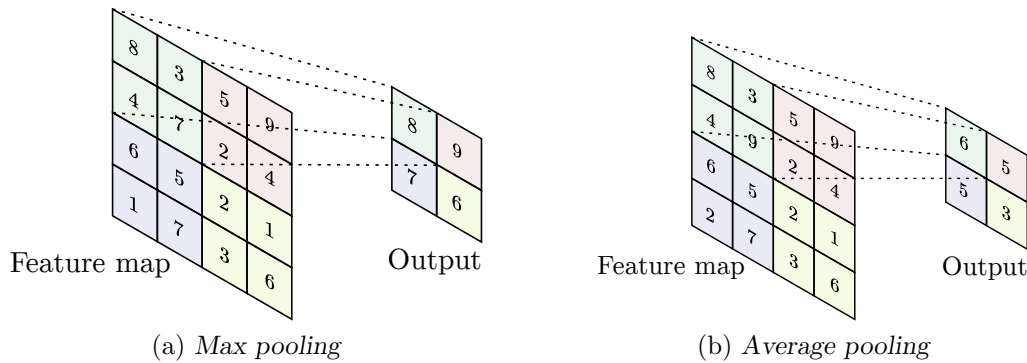 8 3 5 9
4 7 2 4
6 5 2 1
1 7 3 6
Feature map
8 9
7 6
Output
(a) Max pooling
8 3 5 9
4 9 2 4
6 5 2 1
2 7 3 6
Feature map
6 5
5 3
Output
(b) Average pooling